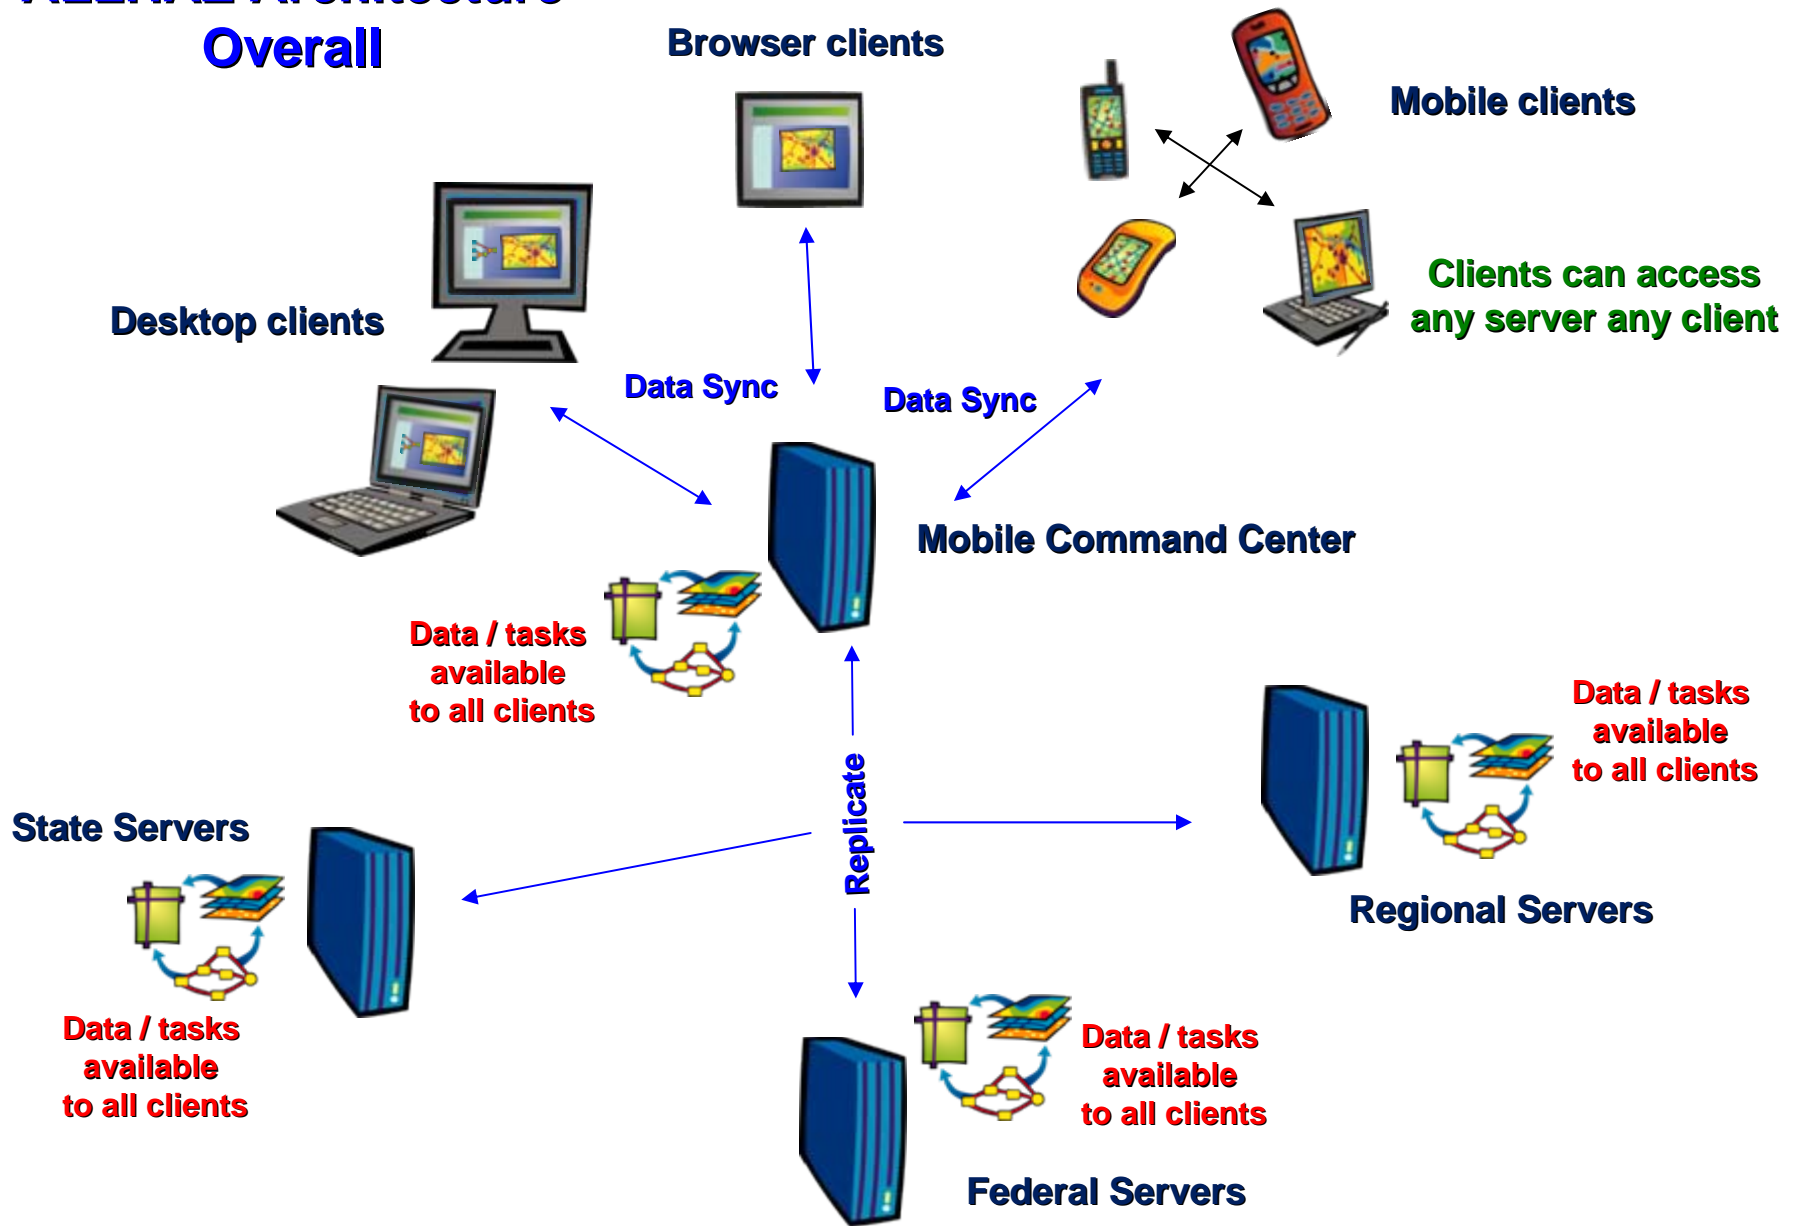 Architecture
Overall
Browser clients
Mobile clients
Clients can access
any server any client
Desktop clients
Data Sync
Data Sync
Mobile Command Center
Data / tasks
available
to all clients
Data / tasks
available
to all clients
Replicate
State Servers
Regional Servers
Data / tasks
available
to all clients
Data / tasks
available
to all clients
Federal Servers